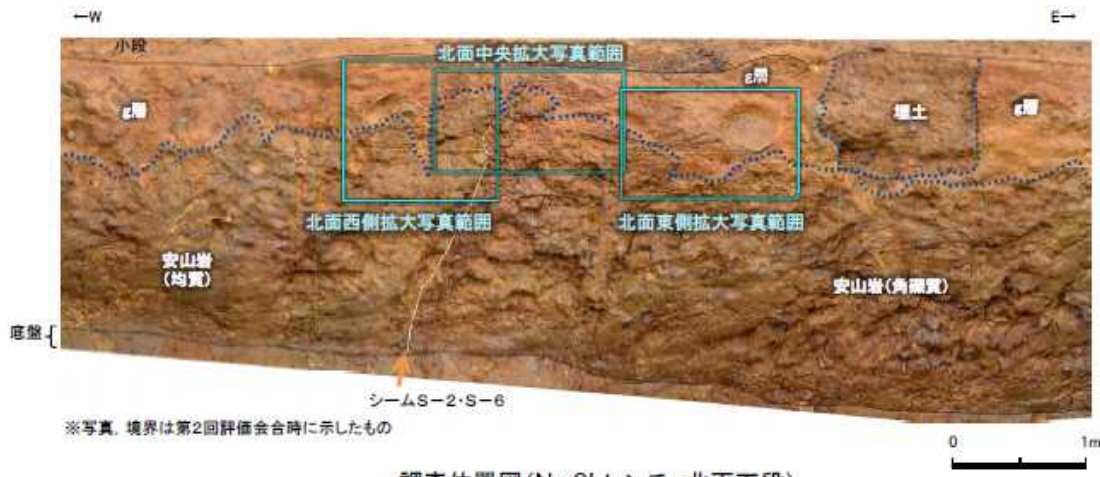 ←W
E→
小段
北面中央拡大写真範囲
g層
g層
埋土
g層
北面西側拡大写真範囲
北面東側拡大写真範囲
安山岩
(均質)
安山岩(角礫質)
底盤
シームS-2・S-6
※写真、境界は第2回評価会合時に示したもの
0
1m